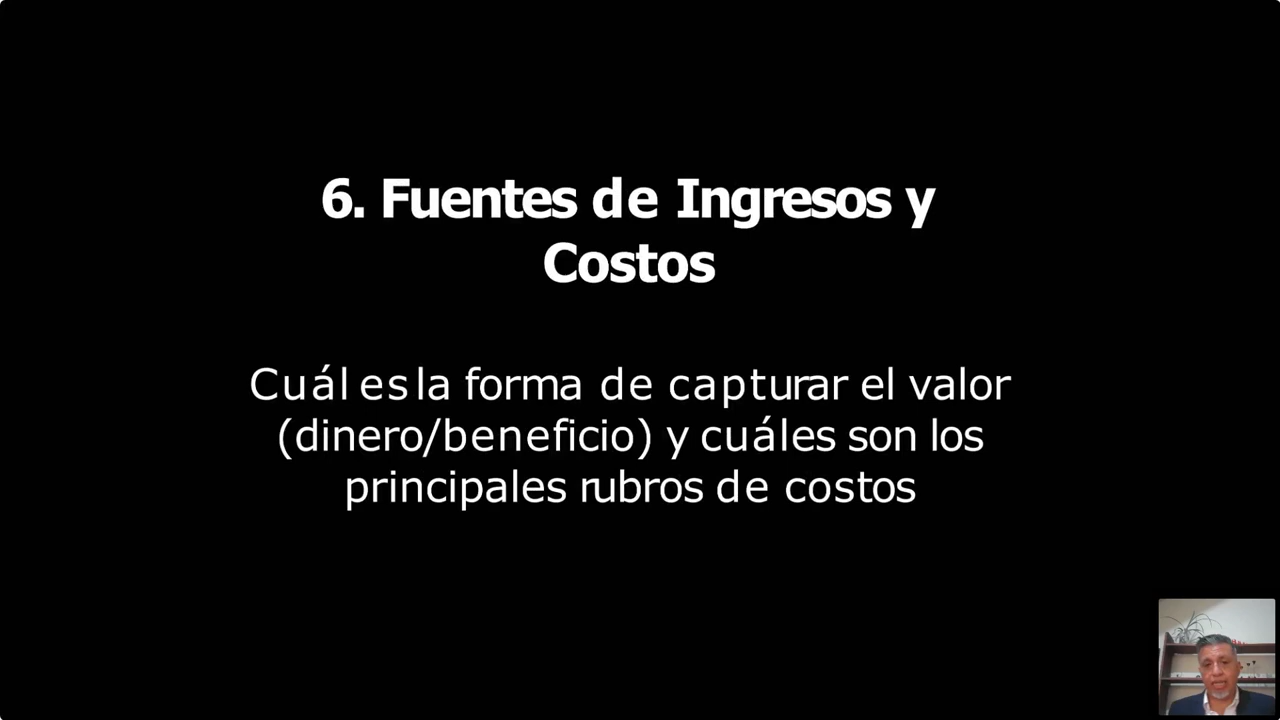 6. Fuentes de Ingresos y
Costos
Cuál es la forma de capturar el valor
(dinero/beneficio) y cuáles son los
principales rubros de costos